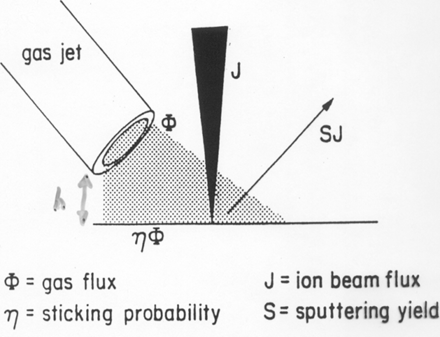 gas jet
Φ
J
SJ
h
ηΦ
Φ = gas flux
J = ion beam flux
η = sticking probability
S = sputtering yield